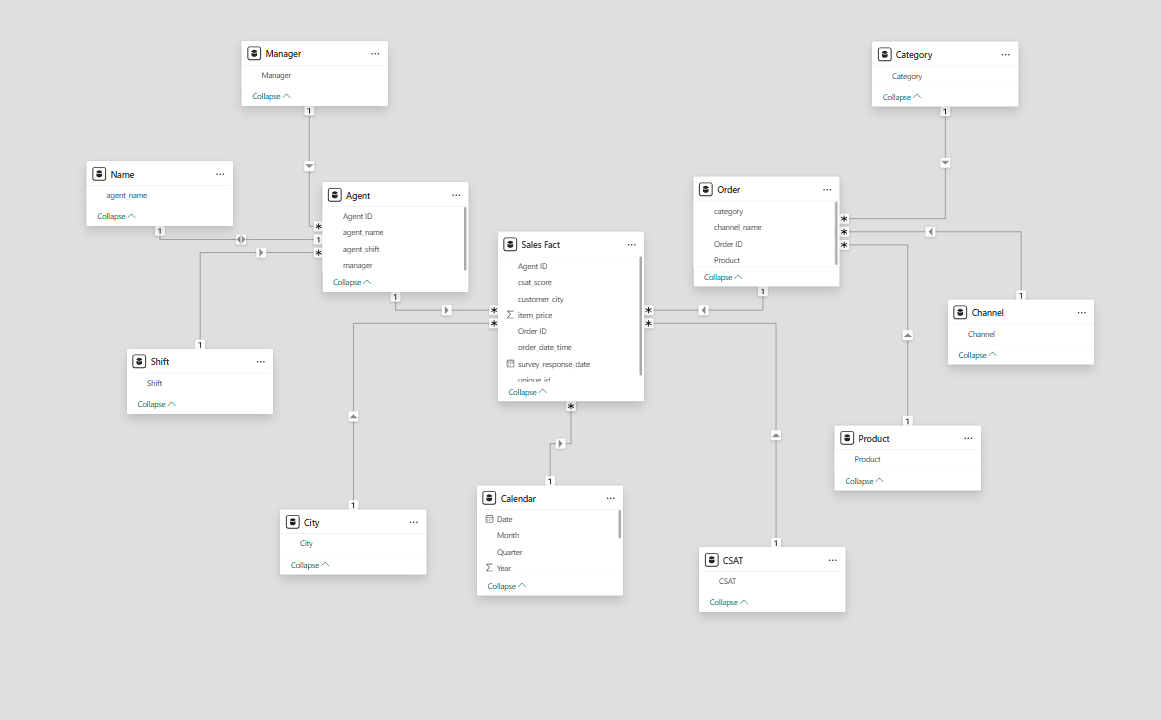 Manager
Manager
Collapse
1
Category
Category
Collapse
1
Name
agent_name
Collapse
1
Agent
Agent ID
agent_name
agent_shift
manager
Collapse
*
1
*
1
Order
category
channel_name
Order ID
Product
Collapse
*
*
*
1
Sales Fact
Agent ID
csat_score
customer_city
Σ item_price
Order ID
order_date_time
survey_response_date
unique_id
Collapse
*
*
*
*
*
1
Channel
Channel
Collapse
1
Shift
Shift
Collapse
1
Product
Product
Collapse
1
City
City
Collapse
1
Calendar
Date
Month
Quarter
Σ Year
Collapse
1
CSAT
CSAT
Collapse